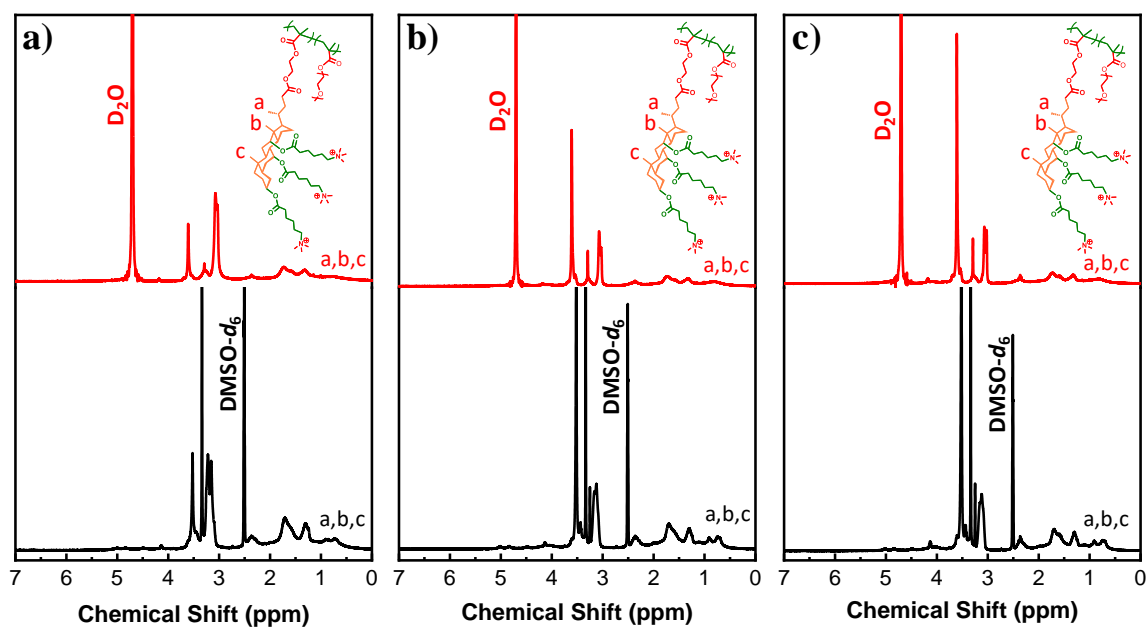 a)
D₂O
a
b
c
a,b,c
DMSO-d₆
a,b,c
7 6 5 4 3 2 1 0
Chemical Shift (ppm)
b)
D₂O
a
b
c
a,b,c
DMSO-d₆
a,b,c
7 6 5 4 3 2 1 0
Chemical Shift (ppm)
c)
D₂O
a
b
c
a,b,c
DMSO-d₆
a,b,c
7 6 5 4 3 2 1 0
Chemical Shift (ppm)